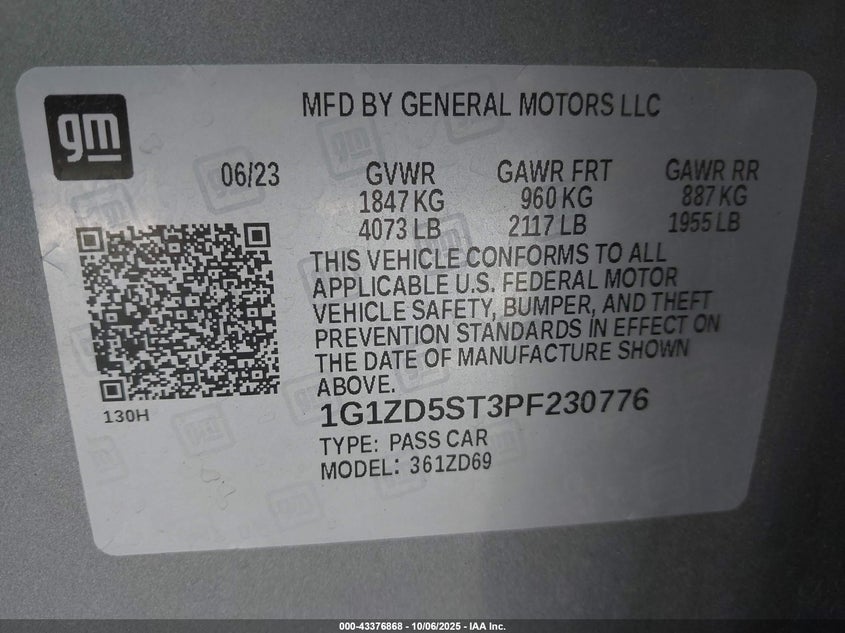 gm
MFD BY GENERAL MOTORS LLC
06/23
GVWR
1847 KG
4073 LB
GAWR FRT
960 KG
2117 LB
GAWR RR
887 KG
1955 LB
THIS VEHICLE CONFORMS TO ALL
APPLICABLE U.S. FEDERAL MOTOR
VEHICLE SAFETY, BUMPER, AND THEFT
PREVENTION STANDARDS IN EFFECT ON
THE DATE OF MANUFACTURE SHOWN
ABOVE.
130H
1G1ZD5ST3PF230776
TYPE: PASS CAR
MODEL: 361ZD69
000-43376868 - 10/06/2025 - IAA Inc.